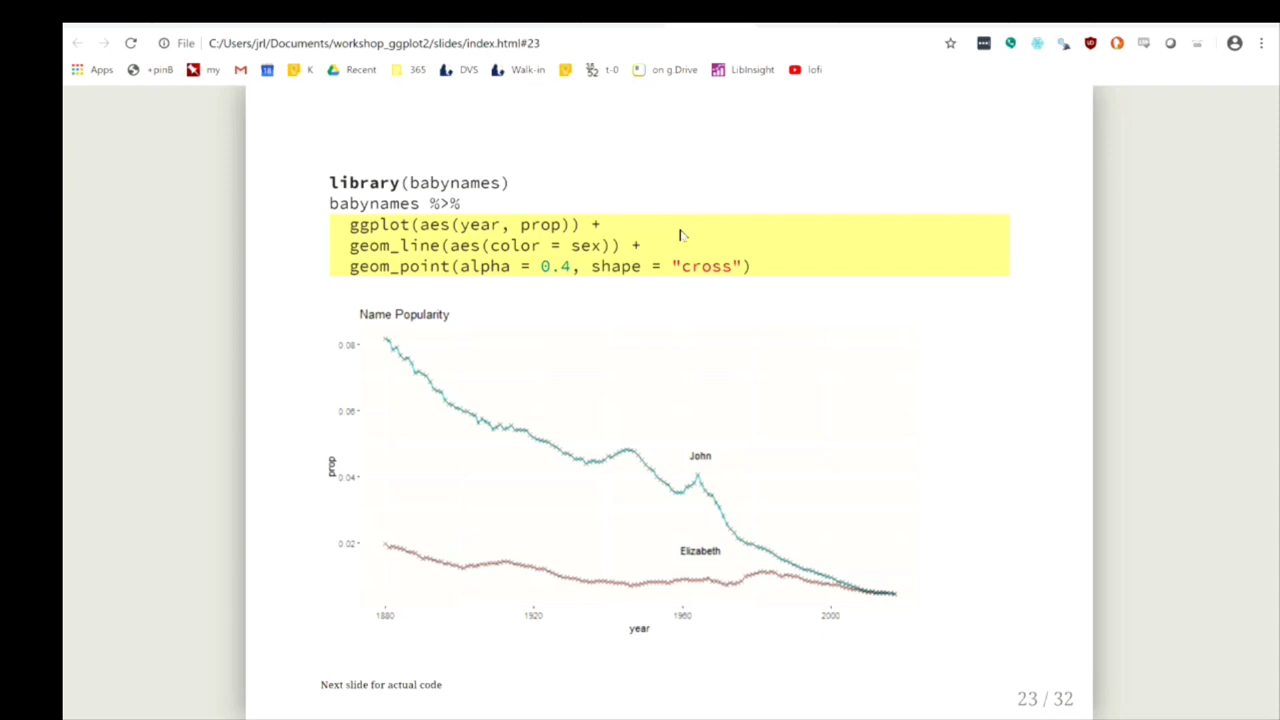 File C:/Users/jrl/Documents/workshop_ggplot2/slides/index.html#23
Apps +pinB my K Recent 365 DVS Walk-in t-0 on g.Drive LibInsight lofi
library(babynames)
babynames %>%
ggplot(aes(year, prop)) +
geom_line(aes(color = sex)) +
geom_point(alpha = 0.4, shape = "cross")
Name Popularity
0.08
0.06
John
prop
0.04
Elizabeth
0.02
1880 1920 1960 2000
year
Next slide for actual code
23 / 32